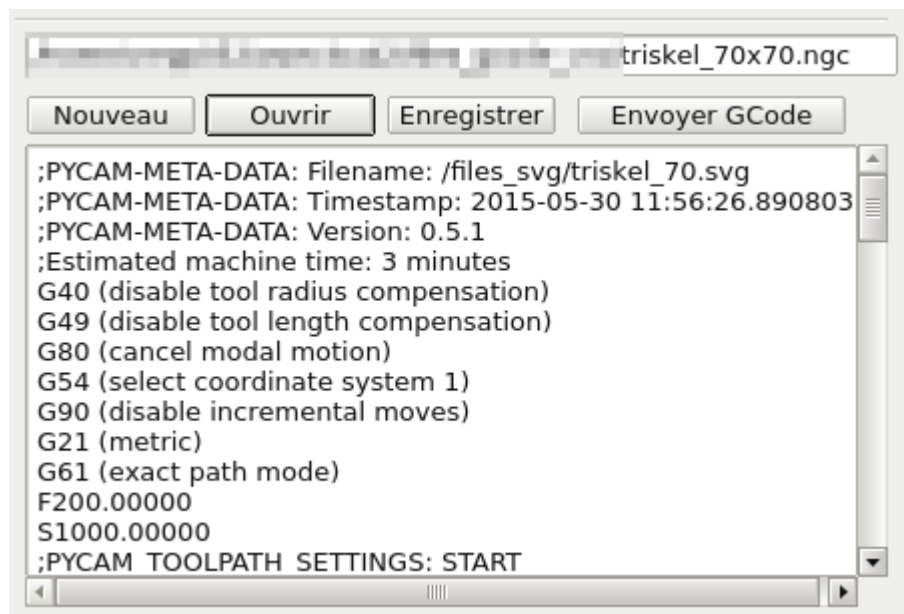 triskel_70x70.ngc
Nouveau Ouvrir Enregistrer Envoyer GCode
;PYCAM-META-DATA: Filename: /files_svg/triskel_70.svg
;PYCAM-META-DATA: Timestamp: 2015-05-30 11:56:26.890803
;PYCAM-META-DATA: Version: 0.5.1
;Estimated machine time: 3 minutes
G40 (disable tool radius compensation)
G49 (disable tool length compensation)
G80 (cancel modal motion)
G54 (select coordinate system 1)
G90 (disable incremental moves)
G21 (metric)
G61 (exact path mode)
F200.00000
S1000.00000
;PYCAM_TOOLPATH_SETTINGS: START